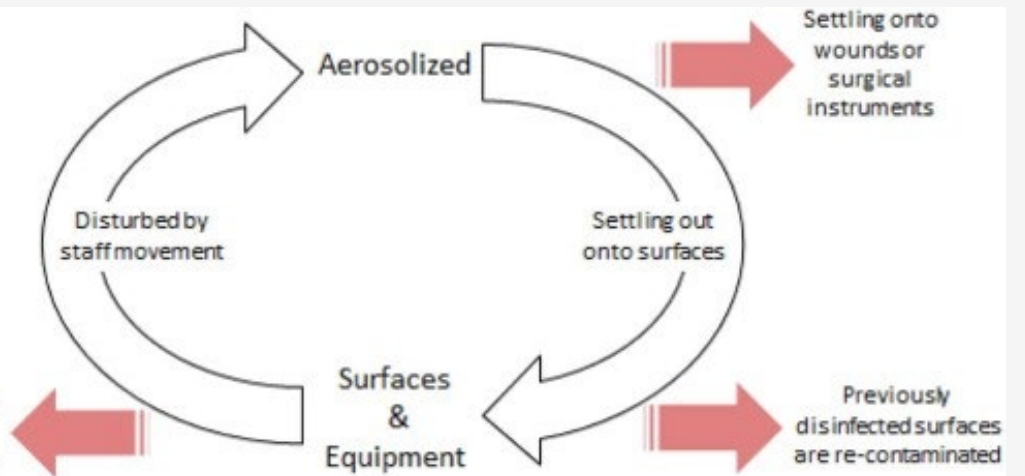 Settling onto
wounds or
surgical
instruments
Aerosolized
Disturbed by
staff movement
Settling out
onto surfaces
Surfaces
&
Equipment
Previously
disinfected surfaces
are re-contaminated